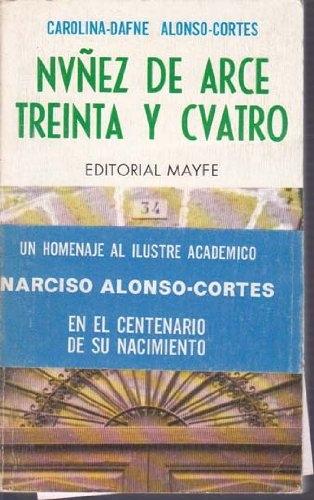 CAROLINA-DAFNE ALONSO-CORTES
NVÑEZ DE ARCE
TREINTA Y CVATRO
EDITORIAL MAYFE
34
UN HOMENAJE AL ILUSTRE ACADEMICO
NARCISO ALONSO-CORTES
EN EL CENTENARIO
DE SU NACIMIENTO